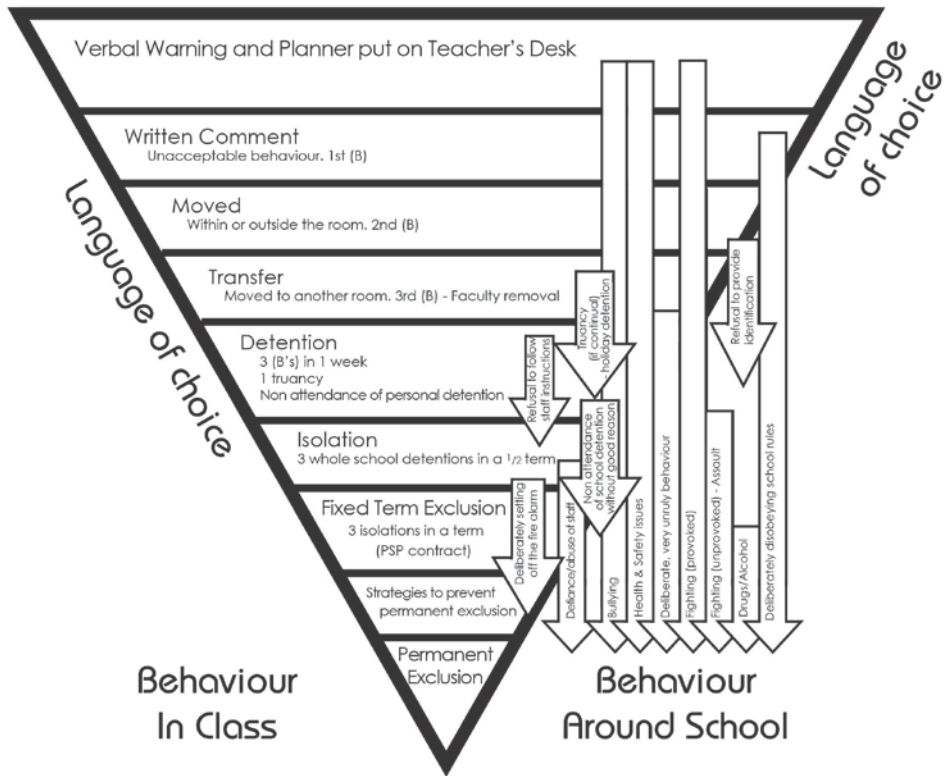 Verbal Warning and Planner put on Teacher's Desk
Written Comment
Unacceptable behaviour. 1st (B)
Moved
Within or outside the room. 2nd (B)
Transfer
Moved to another room. 3rd (B) - Faculty removal
Detention
3 (B's) in 1 week
1 truancy
Non attendance of personal detention
Isolation
3 whole school detentions in a 1/2 term
Fixed Term Exclusion
3 isolations in a term
(PSP contract)
Strategies to prevent
permanent exclusion
Permanent
Exclusion
Language of choice
Language
of choice
Refusal to follow
staff instructions
Truancy
(if continual)
- holiday detention
Non attendance
of school detention
without good reason
Deliberately setting
off the fire alarm
Refusal to provide
identification
Defiance/abuse of staff
Bullying
Health & Safety issues
Deliberate, very unruly behaviour
Fighting (provoked)
Fighting (unprovoked) - Assault
Drugs/Alcohol
Deliberately disobeying school rules
Behaviour
In Class
Behaviour
Around School